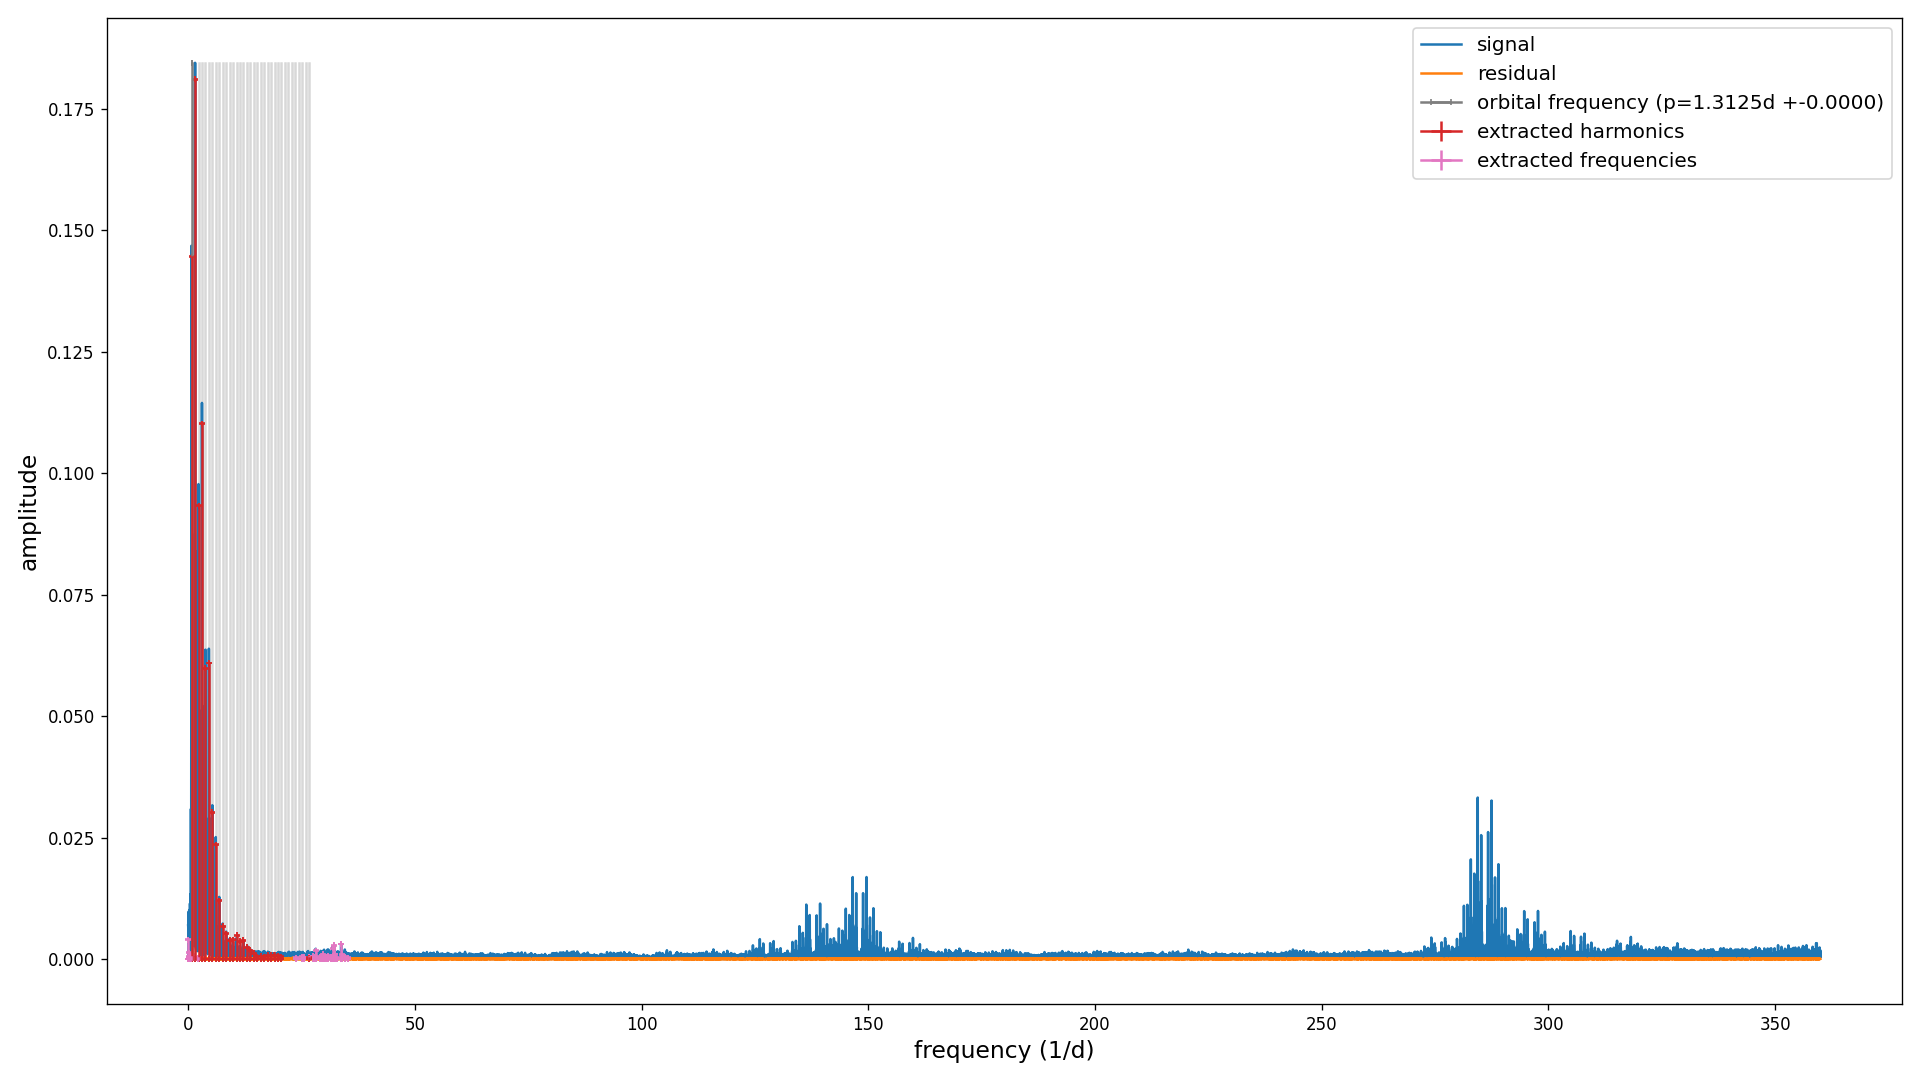 signal
residual
orbital frequency (p=1.3125d +-0.0000)
extracted harmonics
extracted frequencies
amplitude
0.175
0.150
0.125
0.100
0.075
0.050
0.025
0.000
0 50 100 150 200 250 300 350
frequency (1/d)